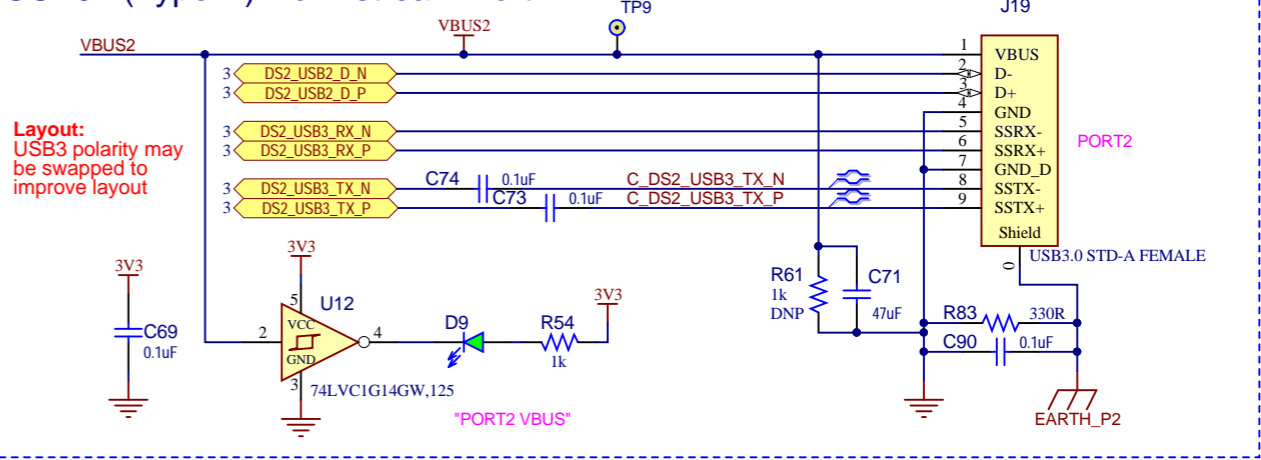 TP9
J19
VBUS2
VBUS2
1
VBUS
3
DS2_USB2_D_N
2
D-
3
DS2_USB2_D_P
3
D+
4
GND
3
DS2_USB3_RX_N
5
SSRX-
3
DS2_USB3_RX_P
6
SSRX+
PORT2
7
GND_D
3
DS2_USB3_TX_N
C74
0.1uF
C_DS2_USB3_TX_N
8
SSTX-
3
DS2_USB3_TX_P
C73
0.1uF
C_DS2_USB3_TX_P
9
SSTX+
Layout:
USB3 polarity may
be swapped to
improve layout
Shield
0
USB3.0 STD-A FEMALE
3V3
C69
0.1uF
3V3
5
U12
VCC
2
4
GND
3
74LVC1G14GW,125
D9
R54
1k
3V3
"PORT2 VBUS"
R61
1k
DNP
C71
47uF
R83
330R
C90
0.1uF
EARTH_P2